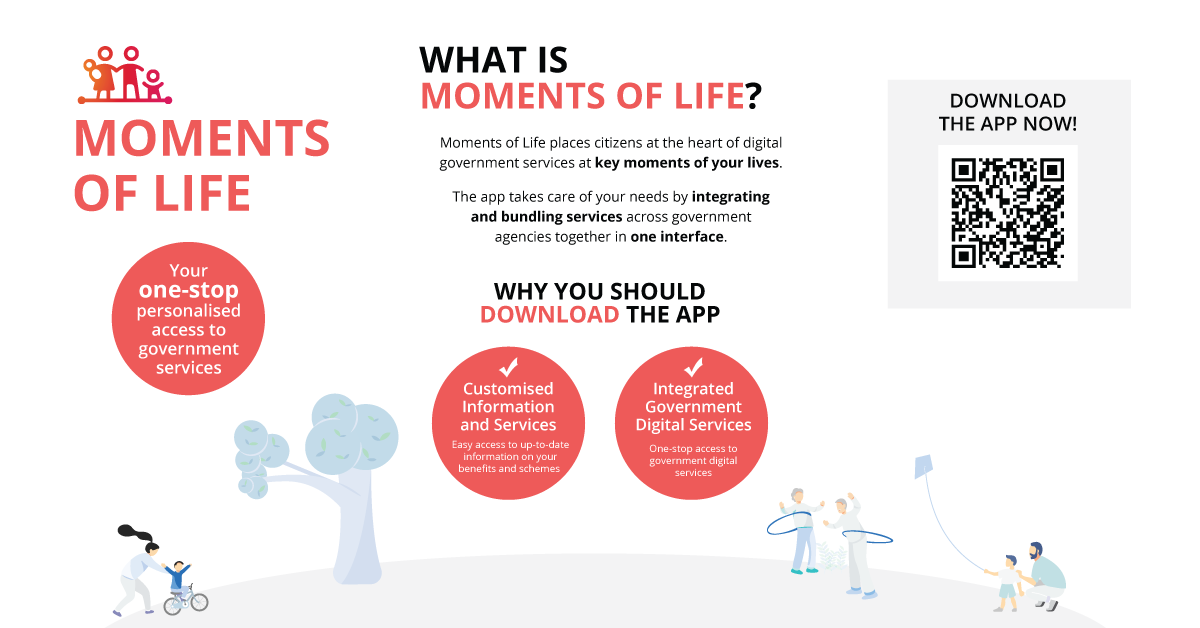 MOMENTS
OF LIFE
Your
one-stop
personalised
access to
government
services
WHAT IS
MOMENTS OF LIFE?
Moments of Life places citizens at the heart of digital
government services at key moments of your lives.
The app takes care of your needs by integrating
and bundling services across government
agencies together in one interface.
WHY YOU SHOULD
DOWNLOAD THE APP
Customised
Information
and Services
Easy access to up-to-date
information on your
benefits and schemes
Integrated
Government
Digital Services
One-stop access to
government digital
services
DOWNLOAD
THE APP NOW!